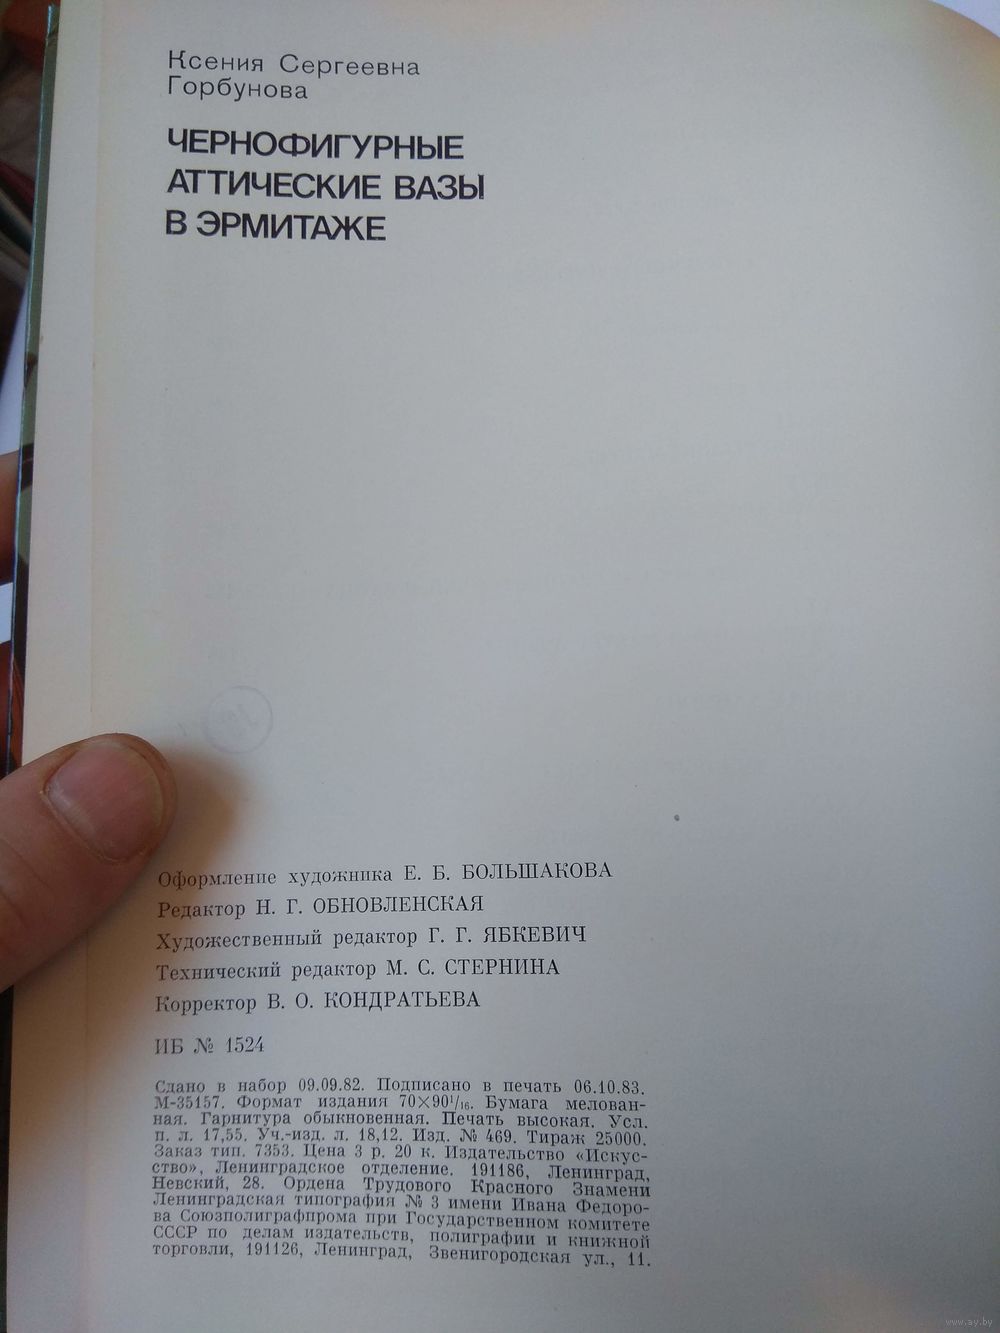 Ксения Сергеевна
Горбунова
ЧЕРНОФИГУРНЫЕ
АТТИЧЕСКИЕ ВАЗЫ
В ЭРМИТАЖЕ
Оформление художника Е. Б. БОЛЬШАКОВА
Редактор Н. Г. ОБНОВЛЕНСКАЯ
Художественный редактор Г. Г. ЯБКЕВИЧ
Технический редактор М. С. СТЕРНИНА
Корректор В. О. КОНДРАТЬЕВА
ИБ № 1524
Сдано в набор 09.09.82. Подписано в печать 06.10.83.
М-35157. Формат издания 70×90¹/₁₆. Бумага мелован-
ная. Гарнитура обыкновенная. Печать высокая. Усл.
п. л. 17,55. Уч.-изд. л. 18,12. Изд. № 469. Тираж 25000.
Заказ тип. 7353. Цена 3 р. 20 к. Издательство «Искус-
ство», Ленинградское отделение. 191186, Ленинград,
Невский, 28. Ордена Трудового Красного Знамени
Ленинградская типография № 3 имени Ивана Федоро-
ва Союзполиграфпрома при Государственном комитете
СССР по делам издательств, полиграфии и книжной
торговли, 191126, Ленинград, Звенигородская ул., 11.
www.ay.by